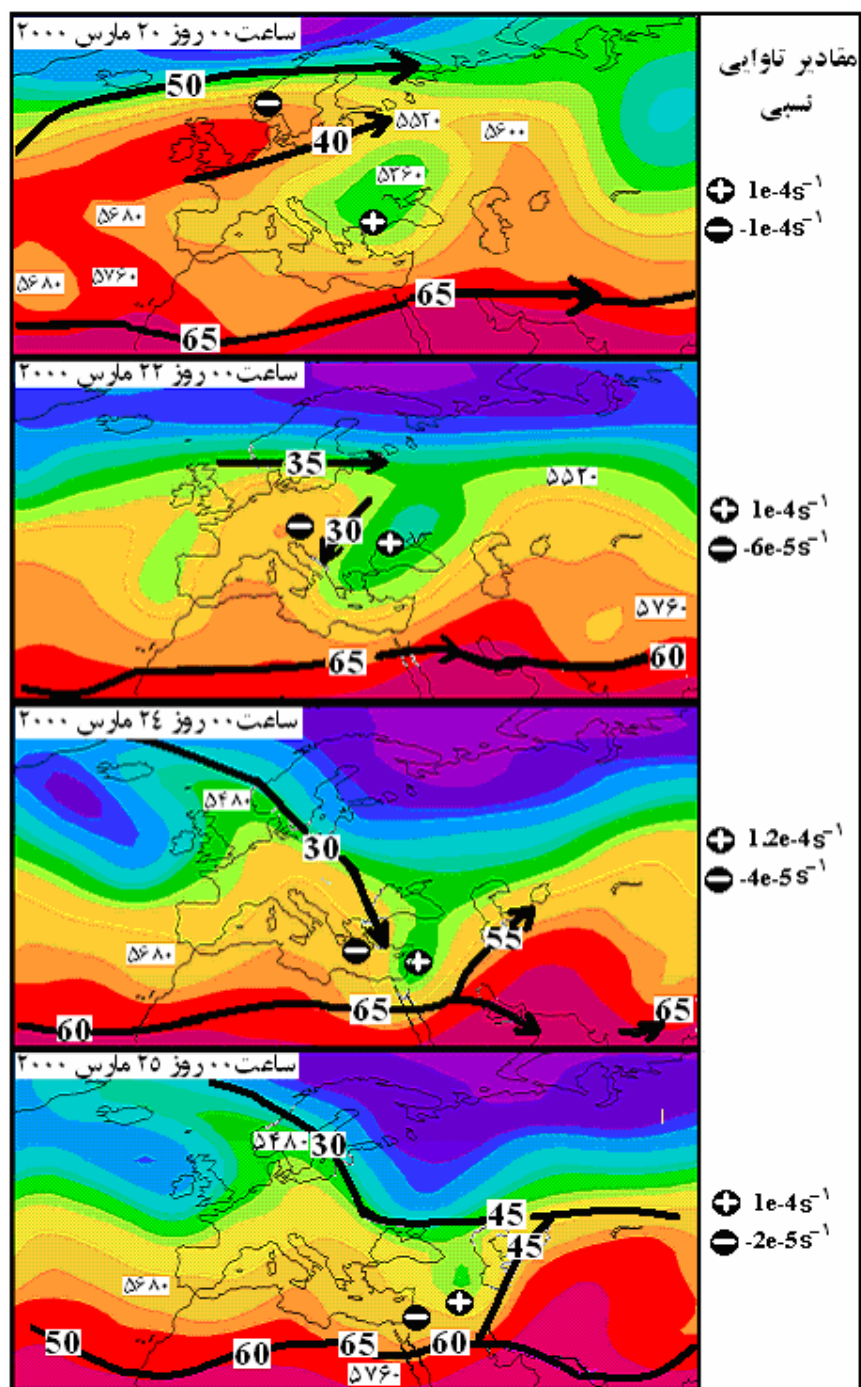 ساعت ۰۰ روز ۲۰ مارس ۲۰۰۰
50
40
۵۵۲۰
۵۶۰۰
۵۳۶۰
۵۶۸۰
۵۶۸۰
۵۷۶۰
65
65
مقادیر تاوایی
نسبی
+ 1e-4s⁻¹
− -1e-4s⁻¹
ساعت ۰۰ روز ۲۲ مارس ۲۰۰۰
35
۵۵۲۰
30
۵۷۶۰
65
60
+ 1e-4s⁻¹
− -6e-5s⁻¹
ساعت ۰۰ روز ۲٤ مارس ۲۰۰۰
۵۴۸۰
30
۵۶۸۰
55
60
65
65
+ 1.2e-4s⁻¹
− -4e-5s⁻¹
ساعت ۰۰ روز ۲۵ مارس ۲۰۰۰
۵۴۸۰
30
45
45
۵۶۸۰
50
60
65
60
۵۷۶۰
+ 1e-4s⁻¹
− -2e-5s⁻¹